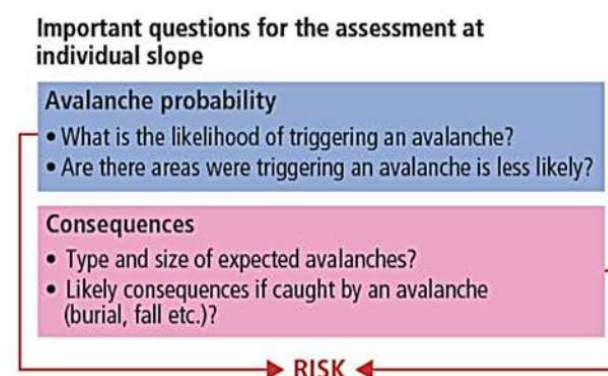 Important questions for the assessment at
individual slope
Avalanche probability
• What is the likelihood of triggering an avalanche?
• Are there areas were triggering an avalanche is less likely?
Consequences
• Type and size of expected avalanches?
• Likely consequences if caught by an avalanche
(burial, fall etc.)?
RISK